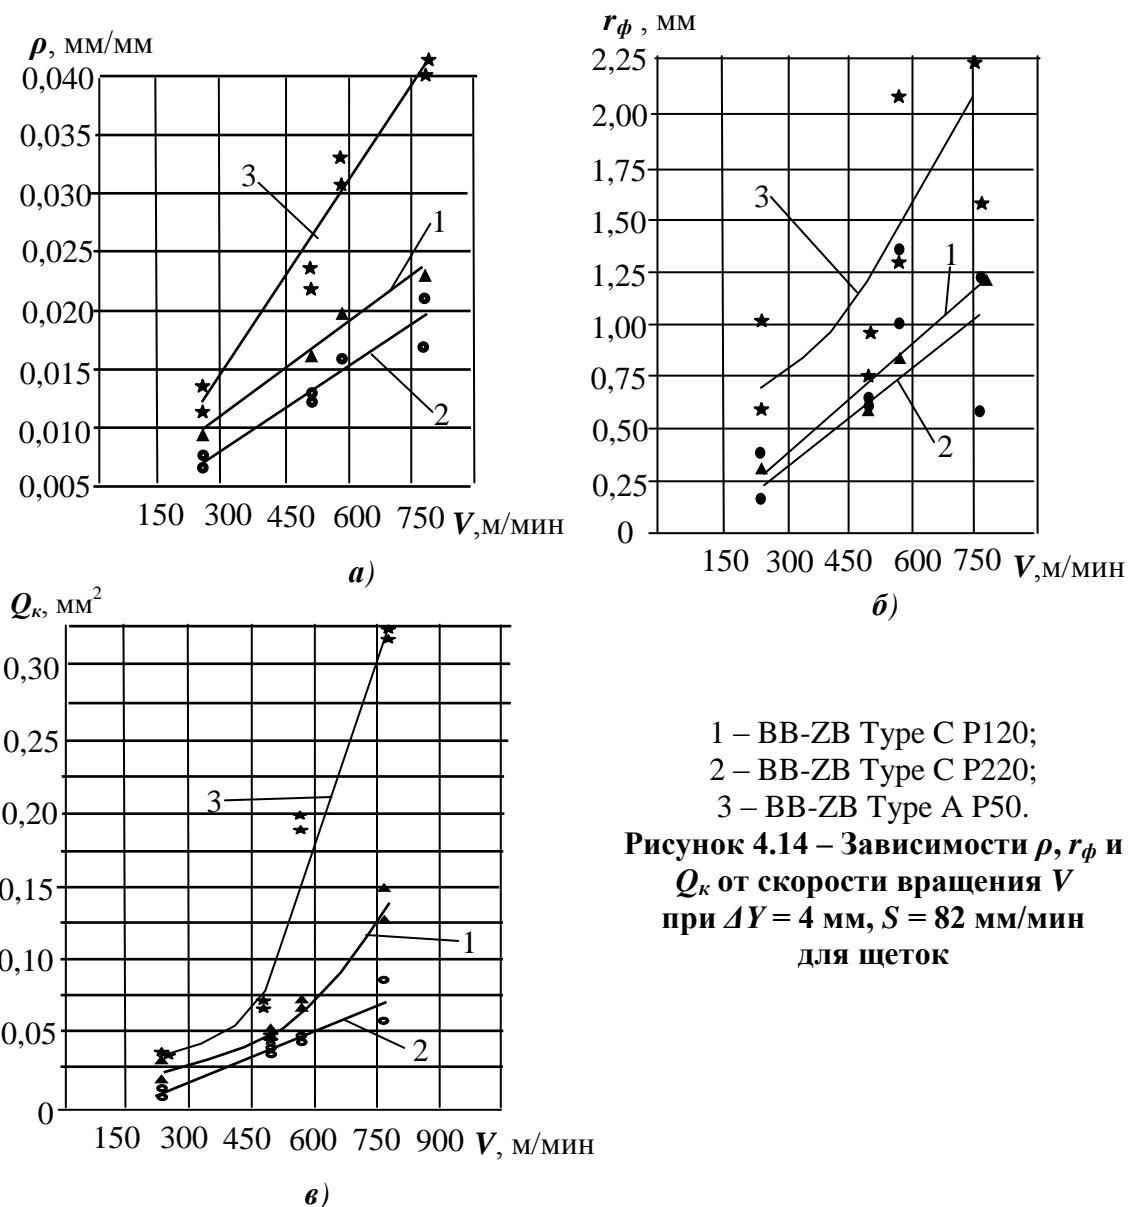 ρ, мм/мм
0,040
0,035
0,030
0,025
0,020
0,015
0,010
0,005
3
1
2
150 300 450 600 750 V,м/мин
а)
rф , мм
2,25
2,00
1,75
1,50
1,25
1,00
0,75
0,50
0,25
0
3
1
2
150 300 450 600 750 V,м/мин
б)
Qк, мм²
0,30
0,25
0,20
0,15
0,10
0,05
0
3
1
2
150 300 450 600 750 900 V, м/мин
в)
1 – BB-ZB Type C P120;
2 – BB-ZB Type C P220;
3 – BB-ZB Type A P50.
Рисунок 4.14 – Зависимости ρ, rф и
Qк от скорости вращения V
при ΔY = 4 мм, S = 82 мм/мин
для щеток